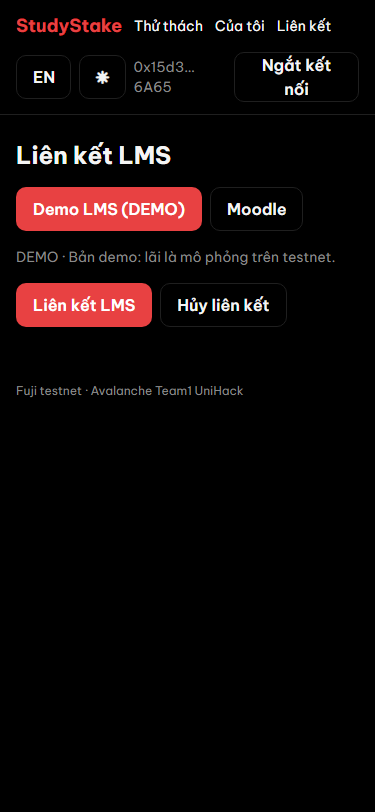 StudyStake Thử thách Của tôi Liên kết
EN 0x15d3... Ngắt kết
6A65 nối
Liên kết LMS
Demo LMS (DEMO) Moodle
DEMO · Bản demo: lãi là mô phỏng trên testnet.
Liên kết LMS Hủy liên kết
Fuji testnet · Avalanche Team1 UniHack